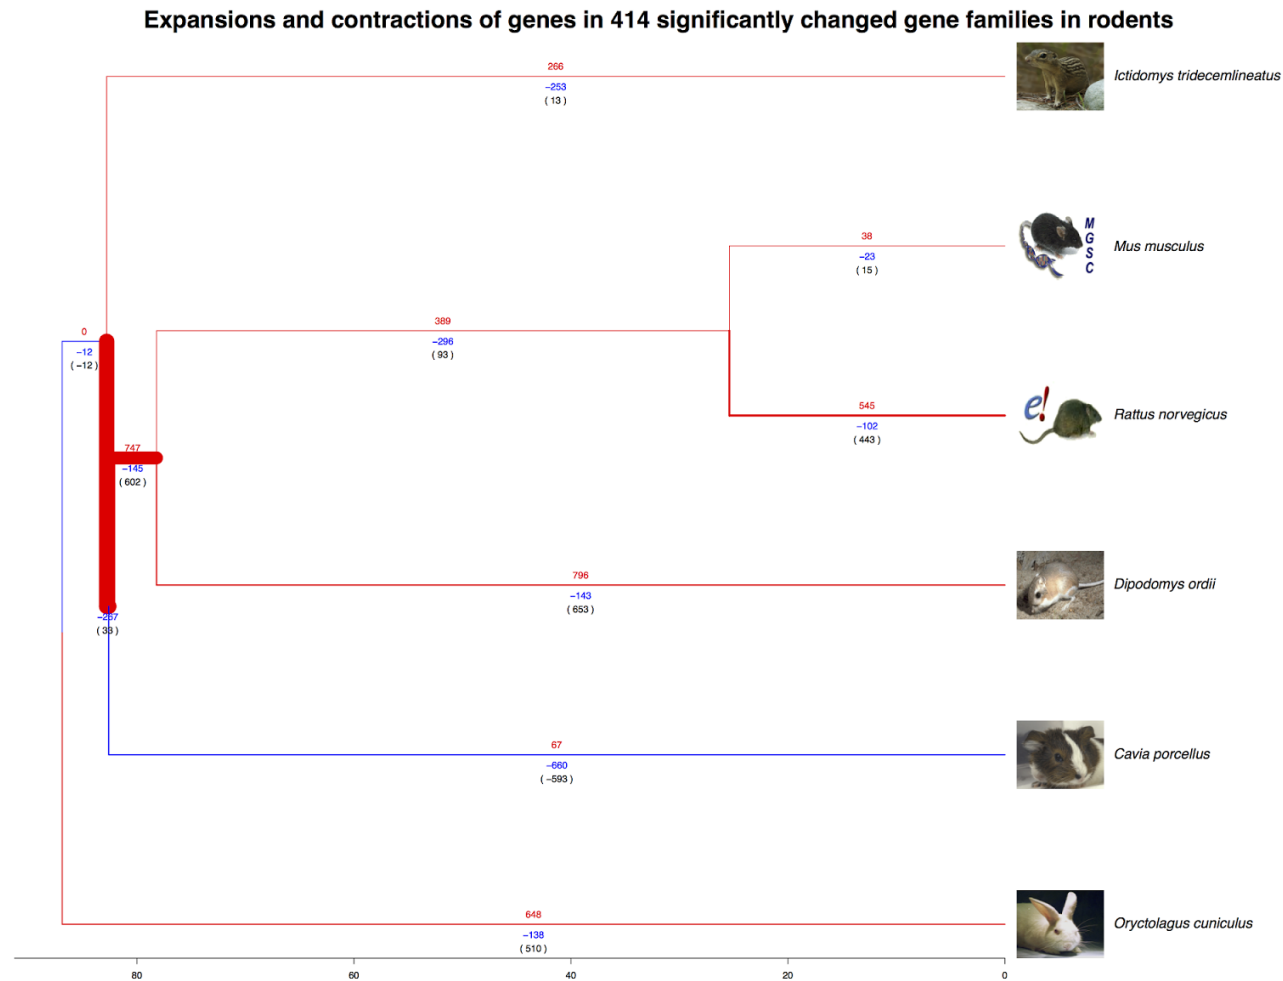 Expansions and contractions of genes in 414 significantly changed gene families in rodents
266
−253
( 13 )
Ictidomys tridecemlineatus
38
−23
( 15 )
M
G
S
C
Mus musculus
389
−296
( 93 )
0
−12
( −12 )
545
−102
( 443 )
e!
Rattus norvegicus
747
−145
( 602 )
796
−143
( 653 )
Dipodomys ordii
( 33 )
67
−660
( −593 )
Cavia porcellus
648
−138
( 510 )
Oryctolagus cuniculus
80 60 40 20 0